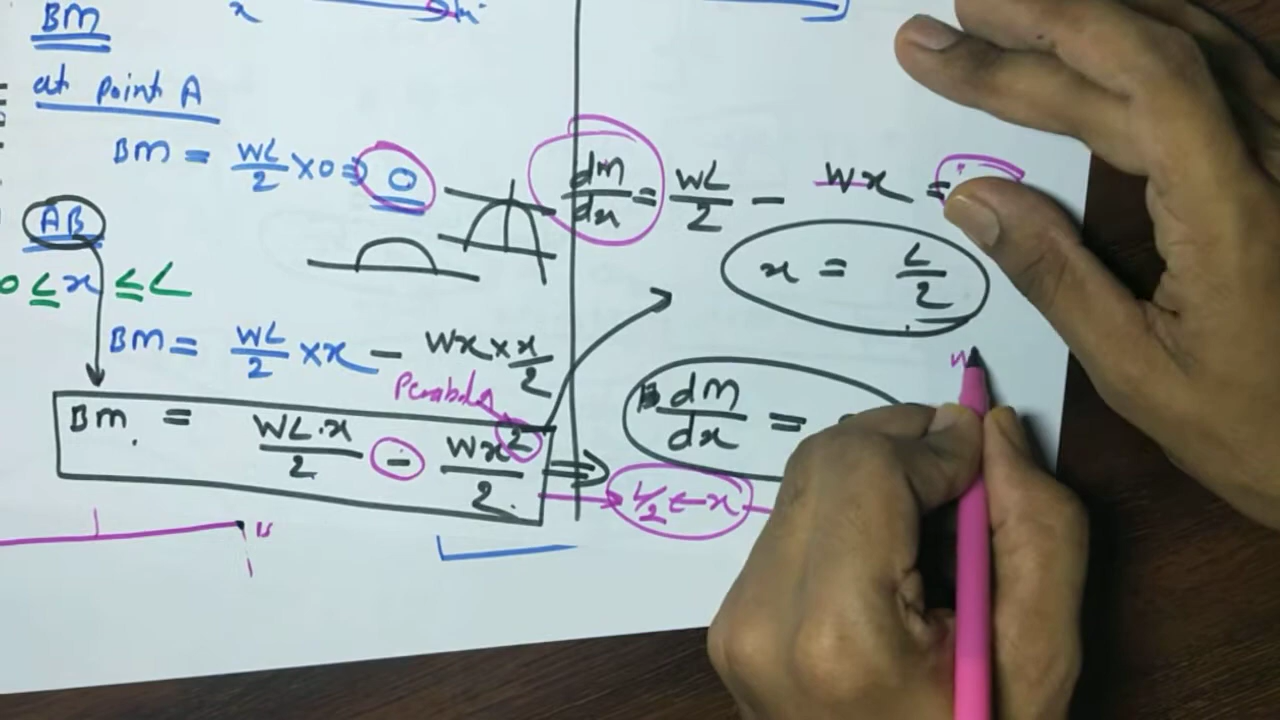 BM
x
at point A
BM = WL/2 × 0 = 0
AB
0 ≤ x ≤ L
BM = WL/2 × x - Wx × x/2
Parabola
BM = WL.x/2 - Wx²/2
B
dM/dx = WL/2 - Wx =
x = L/2
dM/dx =
L/2 ← x
W